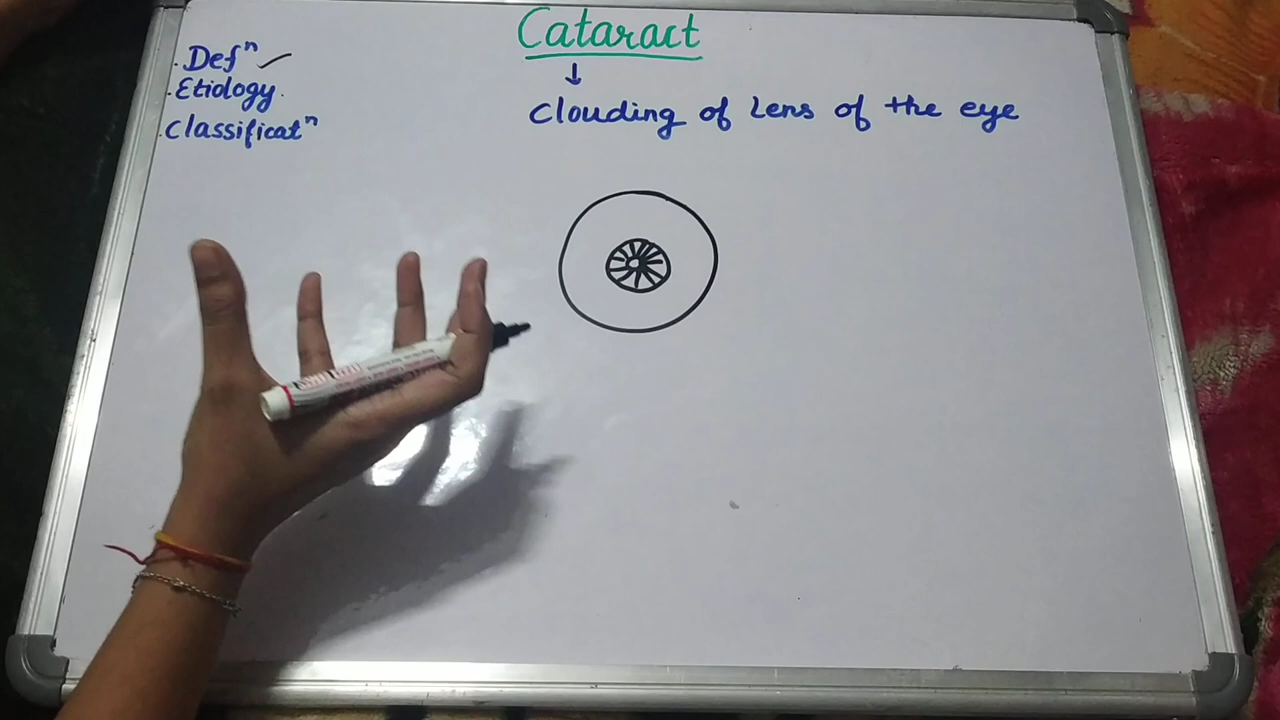 Cataract
. Defⁿ ✓
. Etiology.
. Classificatⁿ
↓
Clouding of Lens of the eye